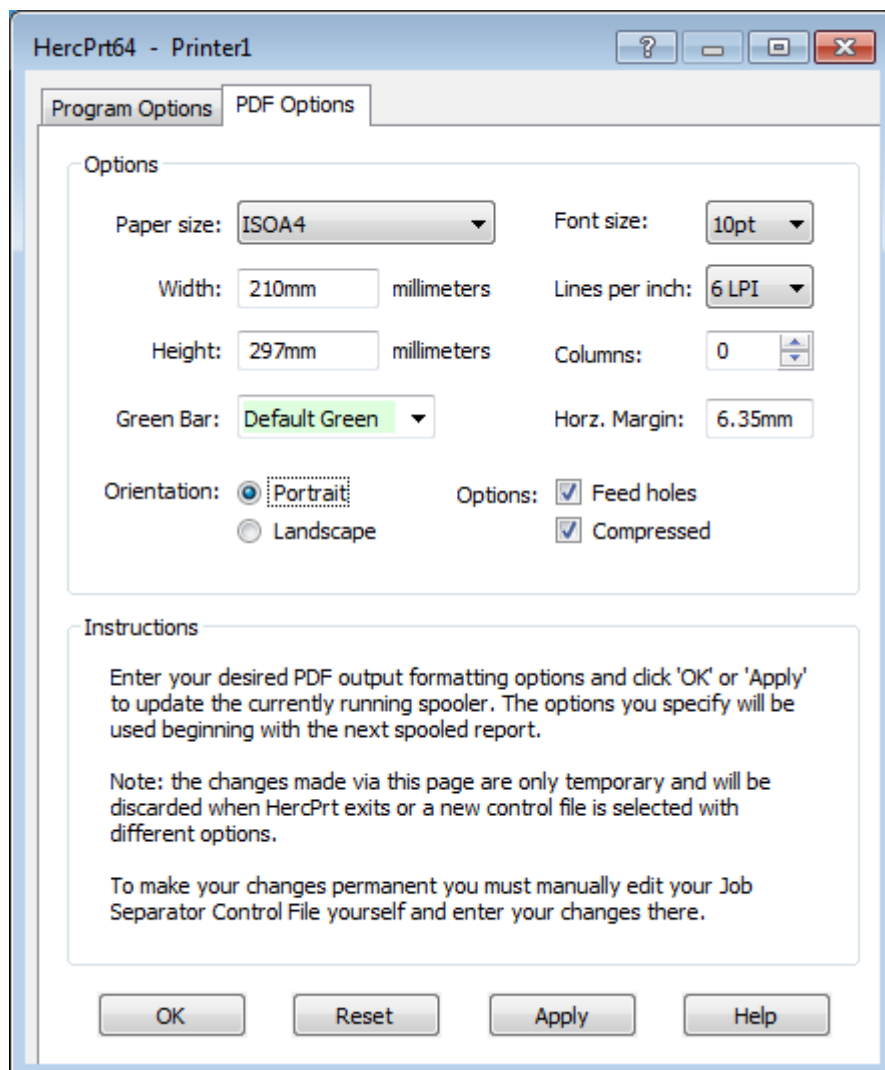 HercPrt64 - Printer1
Program Options PDF Options
Options
Paper size: ISOA4 Font size: 10pt
Width: 210mm millimeters Lines per inch: 6 LPI
Height: 297mm millimeters Columns: 0
Green Bar: Default Green Horz. Margin: 6.35mm
Orientation: Portrait Options: Feed holes
Landscape Compressed
Instructions
Enter your desired PDF output formatting options and click 'OK' or 'Apply'
to update the currently running spooler. The options you specify will be
used beginning with the next spooled report.
Note: the changes made via this page are only temporary and will be
discarded when HercPrt exits or a new control file is selected with
different options.
To make your changes permanent you must manually edit your Job
Separator Control File yourself and enter your changes there.
OK Reset Apply Help